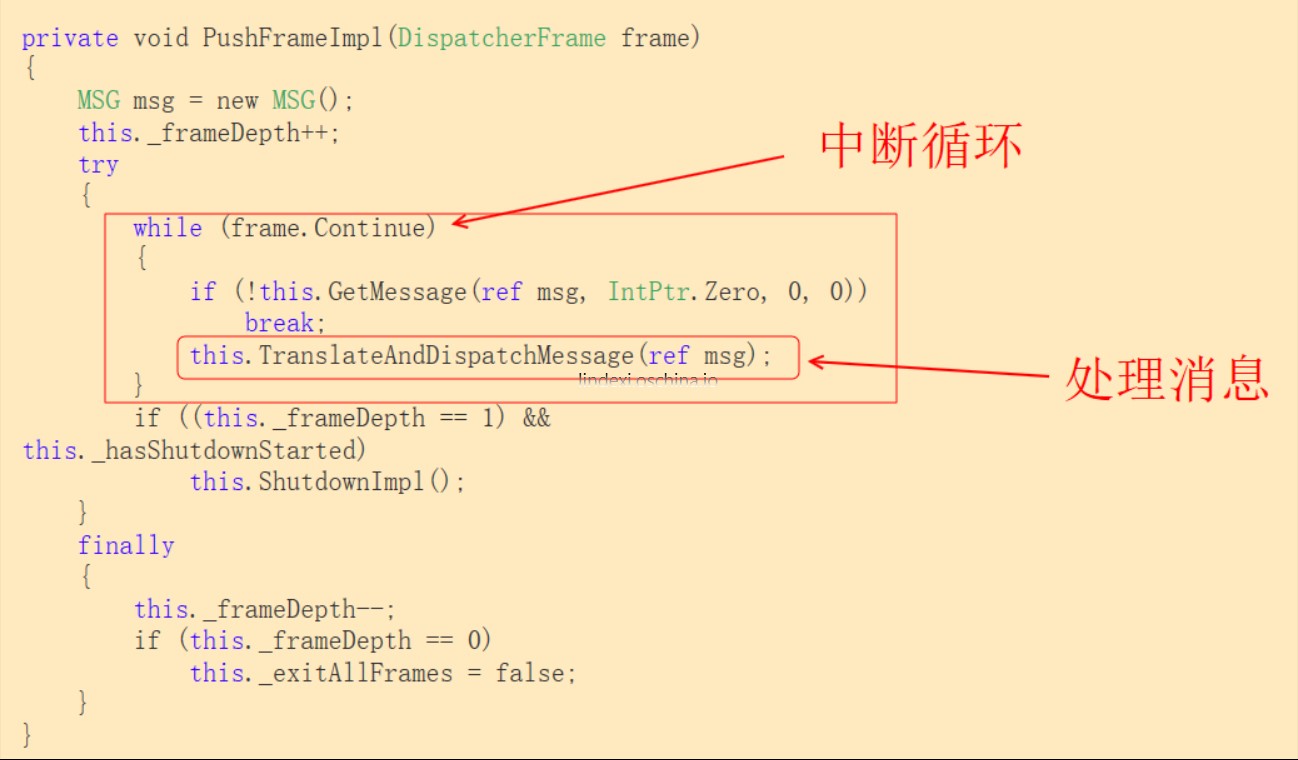 private void PushFrameImpl(DispatcherFrame frame)
{
MSG msg = new MSG();
this._frameDepth++;
try
{
中断循环
while (frame.Continue)
{
if (!this.GetMessage(ref msg, IntPtr.Zero, 0, 0))
break;
this.TranslateAndDispatchMessage(ref msg);
处理消息
lindexi.oschina.io
}
if ((this._frameDepth == 1) &&
this._hasShutdownStarted)
this.ShutdownImpl();
}
finally
{
this._frameDepth--;
if (this._frameDepth == 0)
this._exitAllFrames = false;
}
}